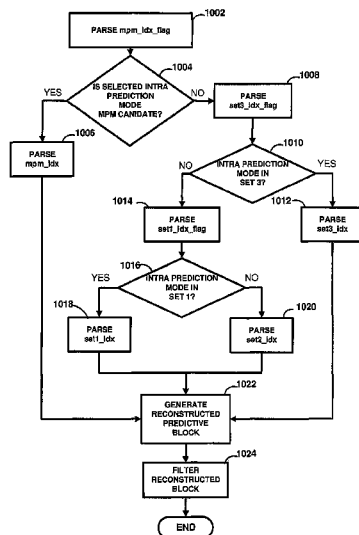 1002
PARSE mpm_idx_flag
1004
IS SELECTED INTRA
PREDICTION
MODE
MPM CANIDATE?
YES
NO
1008
PARSE
set3_idx_flag
1006
PARSE
mpm_idx
1010
INTRA PREDICTION
MODE IN
SET 3?
NO
YES
1014
PARSE
set1_idx_flag
1012
PARSE
set3_idx
1016
INTRA PREDICTION
MODE IN
SET 1?
YES
NO
1018
PARSE
set1_idx
1020
PARSE
set2_idx
1022
GENERATE
RECONSTRUCTED
PREDICTIVE
BLOCK
1024
FILTER
RECONSTRUCTED
BLOCK
END